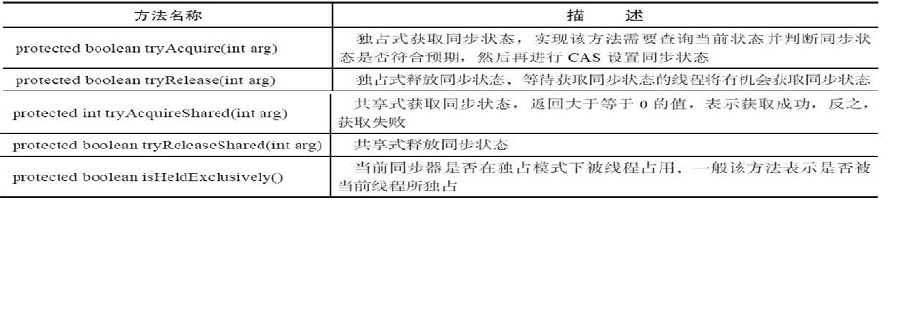 方法名称 描 述
protected boolean tryAcquire(int arg) 独占式获取同步状态，实现该方法需要查询当前状态并判断同步状
态是否符合预期，然后再进行 CAS 设置同步状态
protected boolean tryRelease(int arg) 独占式释放同步状态，等待获取同步状态的线程将有机会获取同步状态
protected int tryAcquireShared(int arg) 共享式获取同步状态，返回大于等于 0 的值，表示获取成功，反之，
获取失败
protected boolean tryReleaseShared(int arg) 共享式释放同步状态
protected boolean isHeldExclusively() 当前同步器是否在独占模式下被线程占用，一般该方法表示是否被
当前线程所独占